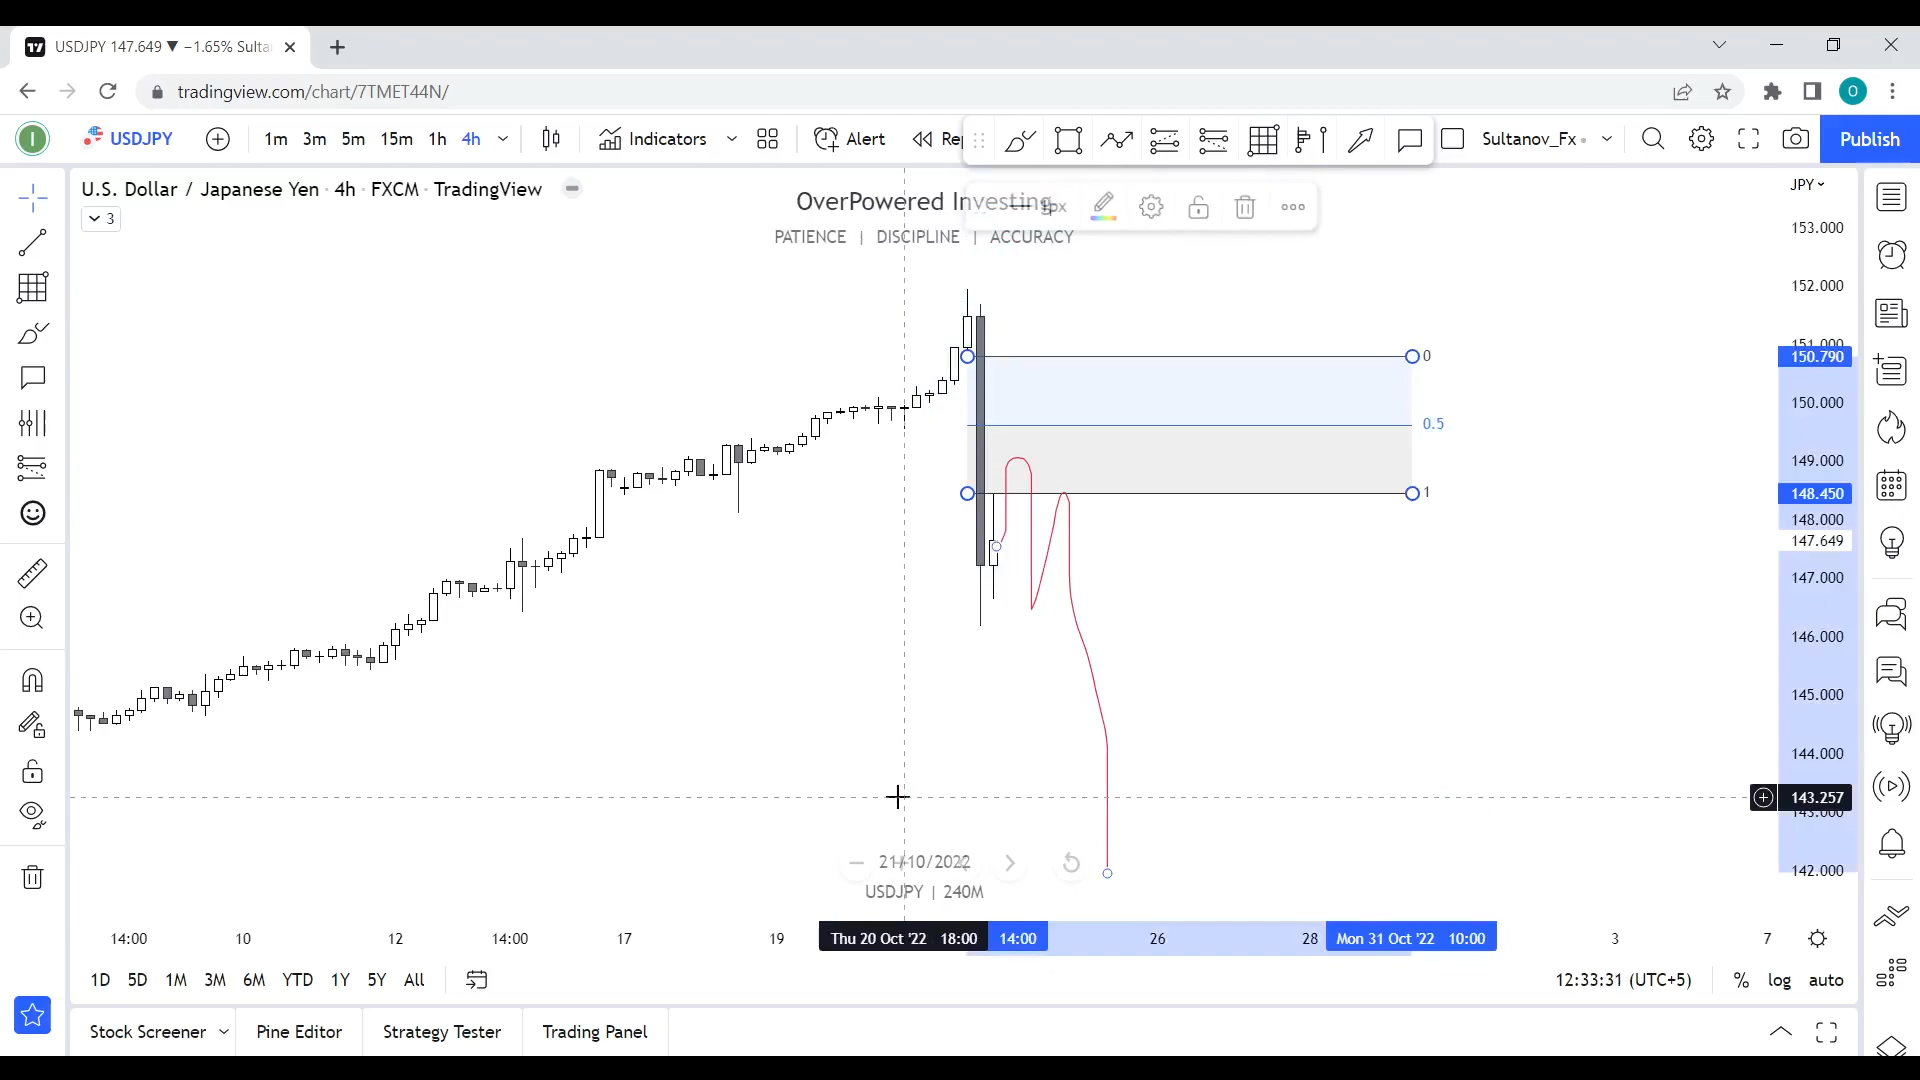 USDJPY 147.649 ▼ −1.65% Sulta
tradingview.com/chart/7TMET44N/
O
I
USDJPY
1m 3m 5m 15m 1h 4h
Indicators
Alert
Rep
Sultanov_Fx
Publish
U.S. Dollar / Japanese Yen · 4h · FXCM · TradingView
3
OverPowered Investing
1px
PATIENCE | DISCIPLINE | ACCURACY
JPY
153.000
152.000
151.000
150.790
150.000
149.000
148.450
148.000
147.649
147.000
146.000
145.000
144.000
143.257
143.000
142.000
0
0.5
1
21/10/2022
USDJPY | 240M
14:00 10 12 14:00 17 19 Thu 20 Oct '22 18:00 14:00 26 28 Mon 31 Oct '22 10:00 3 7
1D 5D 1M 3M 6M YTD 1Y 5Y All
12:33:31 (UTC+5) % log auto
Stock Screener Pine Editor Strategy Tester Trading Panel